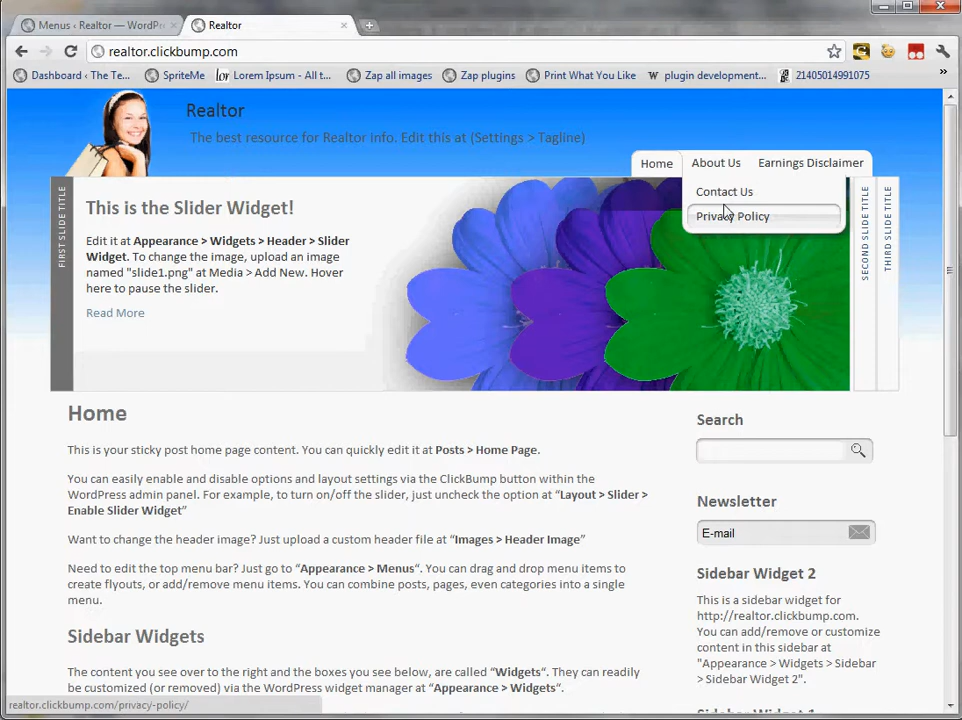 Menus ‹ Realtor — WordPr
Realtor
realtor.clickbump.com
Dashboard ‹ The Te...
SpriteMe
lor Lorem Ipsum - All t...
Zap all images
Zap plugins
Print What You Like
W plugin development...
21405014991075
»
Realtor
The best resource for Realtor info. Edit this at (Settings > Tagline)
Home
About Us
Earnings Disclaimer
Contact Us
Privacy Policy
FIRST SLIDE TITLE
This is the Slider Widget!
Edit it at Appearance > Widgets > Header > Slider
Widget. To change the image, upload an image
named "slide1.png" at Media > Add New. Hover
here to pause the slider.
Read More
SECOND SLIDE TITLE
THIRD SLIDE TITLE
Home
This is your sticky post home page content. You can quickly edit it at Posts > Home Page.
You can easily enable and disable options and layout settings via the ClickBump button within the
WordPress admin panel. For example, to turn on/off the slider, just uncheck the option at “Layout > Slider >
Enable Slider Widget”
Want to change the header image? Just upload a custom header file at “Images > Header Image”
Need to edit the top menu bar? Just go to “Appearance > Menus“. You can drag and drop menu items to
create flyouts, or add/remove menu items. You can combine posts, pages, even categories into a single
menu.
Sidebar Widgets
The content you see over to the right and the boxes you see below, are called “Widgets“. They can readily
be customized (or removed) via the WordPress widget manager at “Appearance > Widgets“.
Search
Newsletter
E-mail
Sidebar Widget 2
This is a sidebar widget for
http://realtor.clickbump.com.
You can add/remove or customize
content in this sidebar at
"Appearance > Widgets > Sidebar
> Sidebar Widget 2".
Sidebar Widget 1
realtor.clickbump.com/privacy-policy/